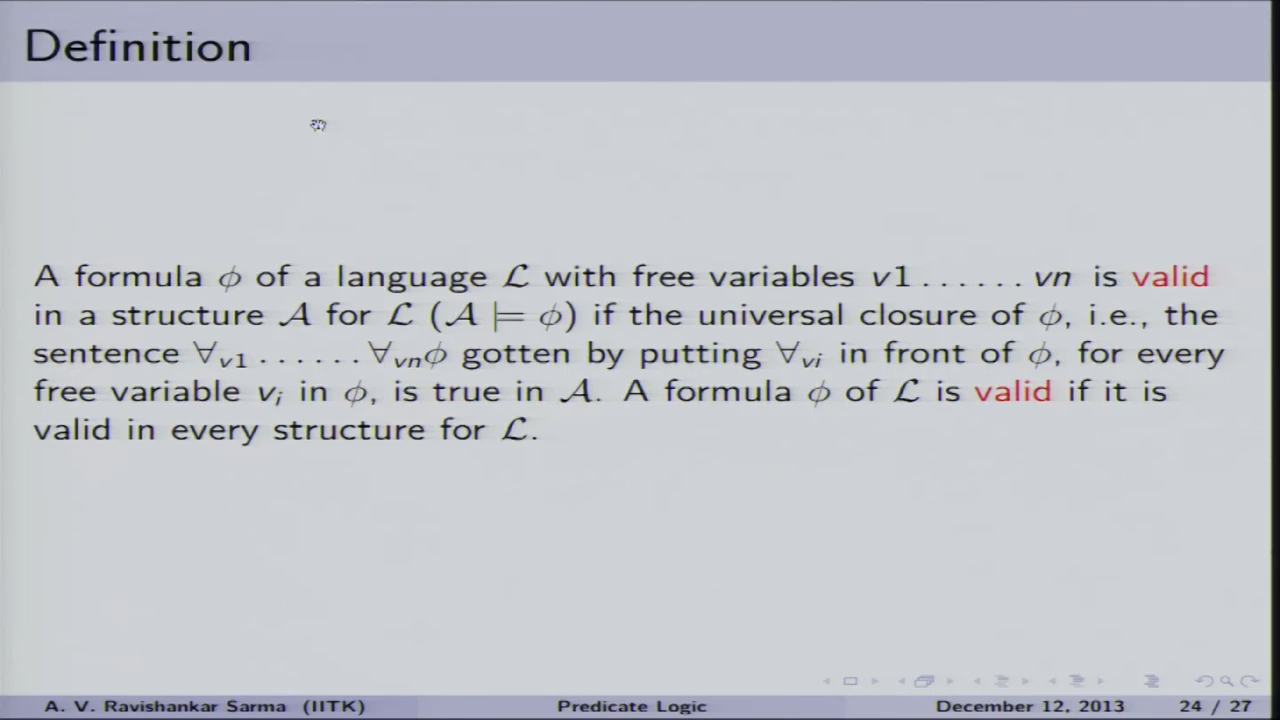 Definition
A formula ϕ of a language ℒ with free variables v1 . . . . . . vn is valid
in a structure 𝒜 for ℒ (𝒜 ⊨ ϕ) if the universal closure of ϕ, i.e., the
sentence ∀v1 . . . . . . ∀vnϕ gotten by putting ∀vi in front of ϕ, for every
free variable vi in ϕ, is true in 𝒜. A formula ϕ of ℒ is valid if it is
valid in every structure for ℒ.
A. V. Ravishankar Sarma (IITK) Predicate Logic December 12, 2013 24 / 27